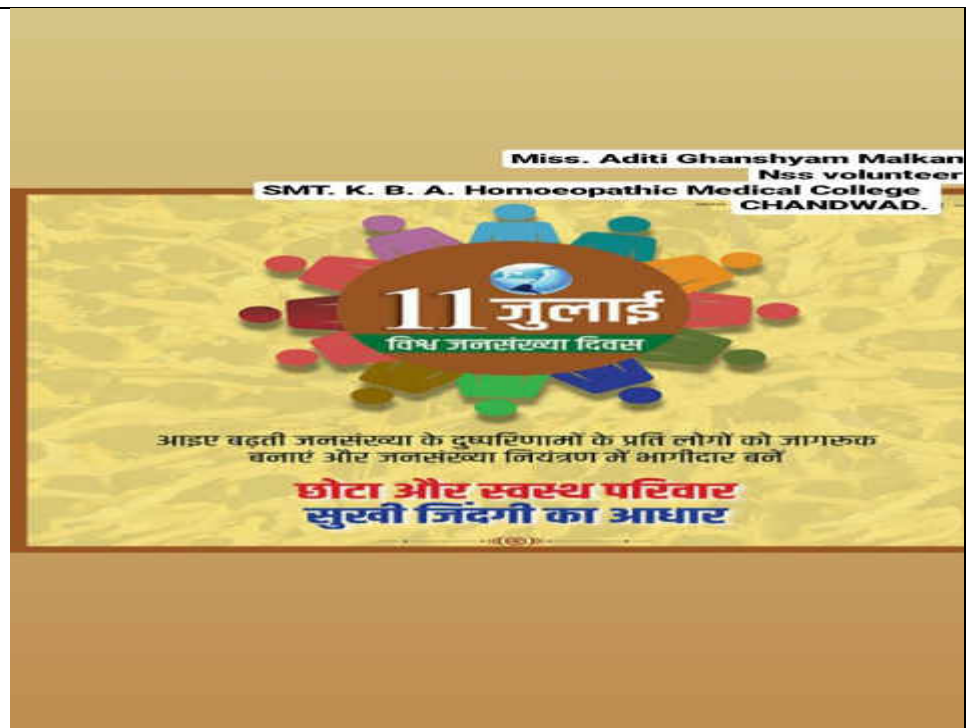 Miss. Aditi Ghanshyam Malkan
Nss volunteer
SMT. K. B. A. Homoeopathic Medical College
CHANDWAD.
11 जुलाई
विश्व जनसंख्या दिवस
आइए बढ़ती जनसंख्या के दुष्परिणामों के प्रति लोगों को जागरुक
बनाएं और जनसंख्या नियंत्रण में भागीदार बनें
छोटा और स्वस्थ परिवार
सुखी जिंदगी का आधार